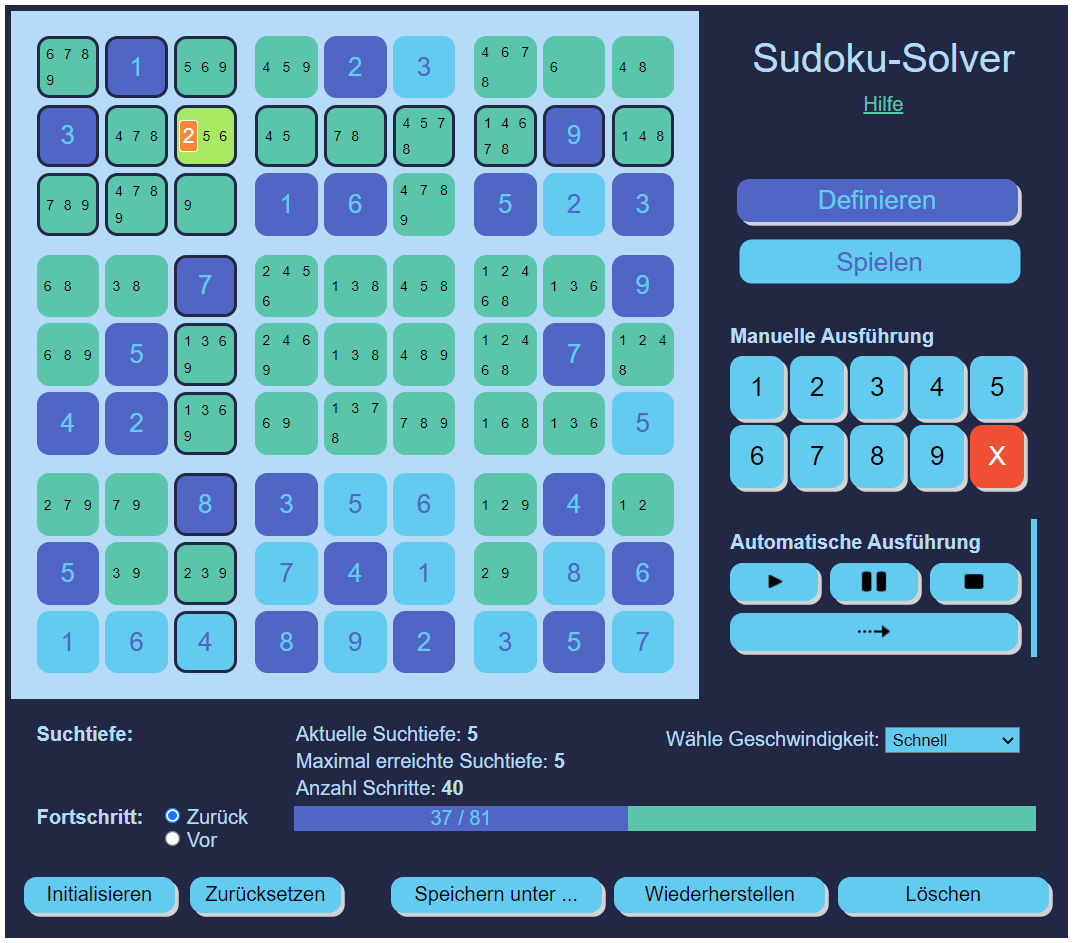 Sudoku-Solver
Hilfe
6 7 8 9 1 5 6 9 4 5 9 2 3 4 6 7 8 6 4 8
3 4 7 8 2 5 6 4 5 7 8 4 5 7 8 1 4 6 7 8 9 1 4 8
7 8 9 4 7 8 9 9 1 6 4 7 8 9 5 2 3
6 8 3 8 7 2 4 5 6 1 3 8 4 5 8 1 2 4 6 8 1 3 6 9
6 8 9 5 1 3 6 9 2 4 6 9 1 3 8 4 8 9 1 2 4 6 8 7 1 2 4 8
4 2 1 3 6 9 6 9 1 3 7 8 7 8 9 1 6 8 1 3 6 5
2 7 9 7 9 8 3 5 6 1 2 9 4 1 2
5 3 9 2 3 9 7 4 1 2 9 8 6
1 6 4 8 9 2 3 5 7
Definieren
Spielen
Manuelle Ausführung
1 2 3 4 5
6 7 8 9 X
Automatische Ausführung
Suchtiefe:
Aktuelle Suchtiefe: 5
Maximal erreichte Suchtiefe: 5
Anzahl Schritte: 40
Wähle Geschwindigkeit: Schnell
Fortschritt:
Zurück
Vor
37 / 81
Initialisieren
Zurücksetzen
Speichern unter ...
Wiederherstellen
Löschen